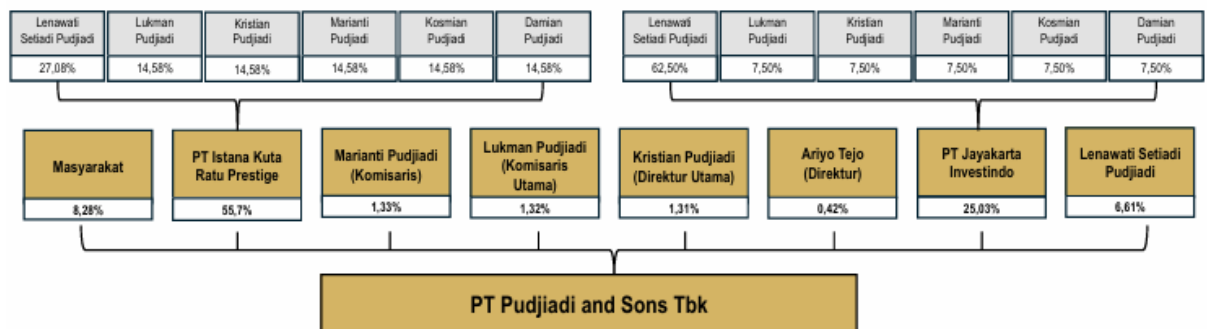 Lenawati
Setiadi Pudjiadi
Lukman
Pudjiadi
Kristian
Pudjiadi
Marianti
Pudjiadi
Kosmian
Pudjiadi
Damian
Pudjiadi
27,08%
14,58%
14,58%
14,58%
14,58%
14,58%
Lenawati
Setiadi Pudjiadi
Lukman
Pudjiadi
Kristian
Pudjiadi
Marianti
Pudjiadi
Kosmian
Pudjiadi
Damian
Pudjiadi
62,50%
7,50%
7,50%
7,50%
7,50%
7,50%
Masyarakat
8,28%
PT Istana Kuta
Ratu Prestige
55,7%
Marianti Pudjiadi
(Komisaris)
1,33%
Lukman Pudjiadi
(Komisaris
Utama)
1,32%
Kristian Pudjiadi
(Direktur Utama)
1,31%
Ariyo Tejo
(Direktur)
0,42%
PT Jayakarta
Investindo
25,03%
Lenawati Setiadi
Pudjiadi
6,61%
PT Pudjiadi and Sons Tbk